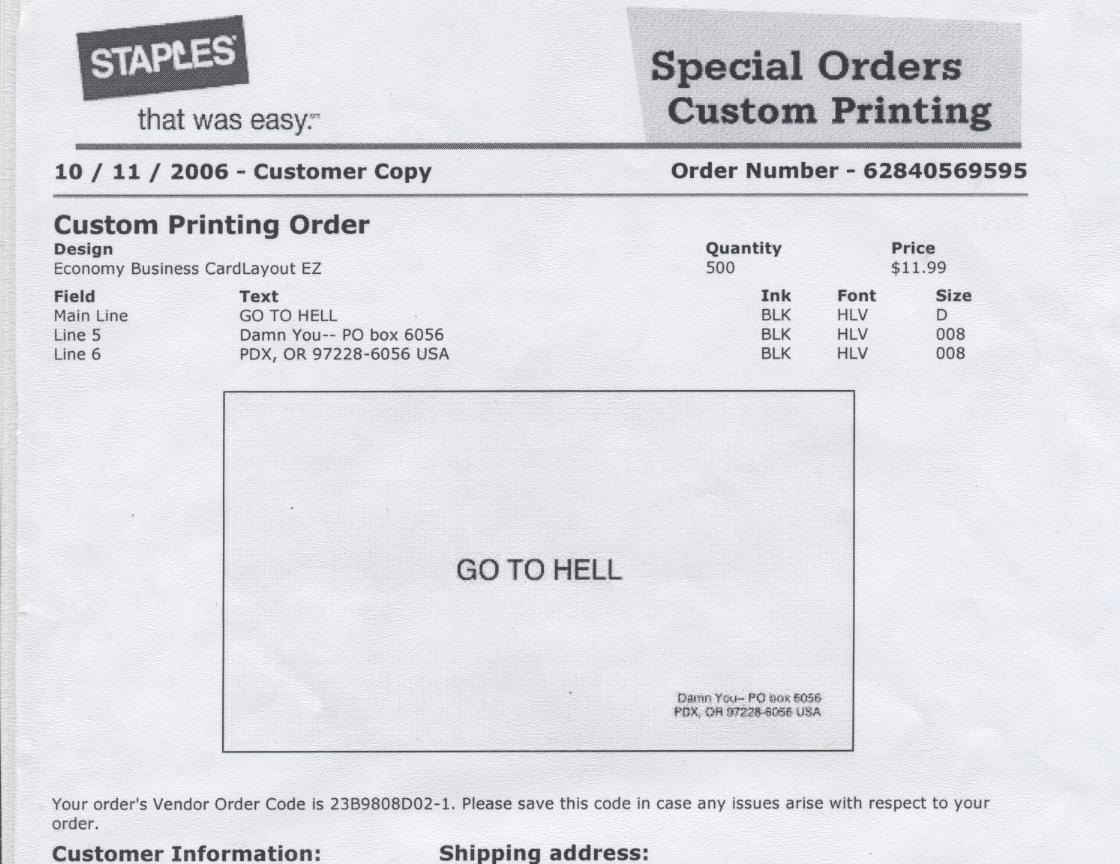 STAPLES
that was easy.℠
Special Orders
Custom Printing
10 / 11 / 2006 - Customer Copy
Order Number - 62840569595
Custom Printing Order
Design Quantity Price
Economy Business CardLayout EZ 500 $11.99
Field Text Ink Font Size
Main Line GO TO HELL BLK HLV D
Line 5 Damn You-- PO box 6056 BLK HLV 008
Line 6 PDX, OR 97228-6056 USA BLK HLV 008
GO TO HELL
Damn You-- PO box 6056
PDX, OR 97228-6056 USA
Your order's Vendor Order Code is 23B9808D02-1. Please save this code in case any issues arise with respect to your
order.
Customer Information: Shipping address: